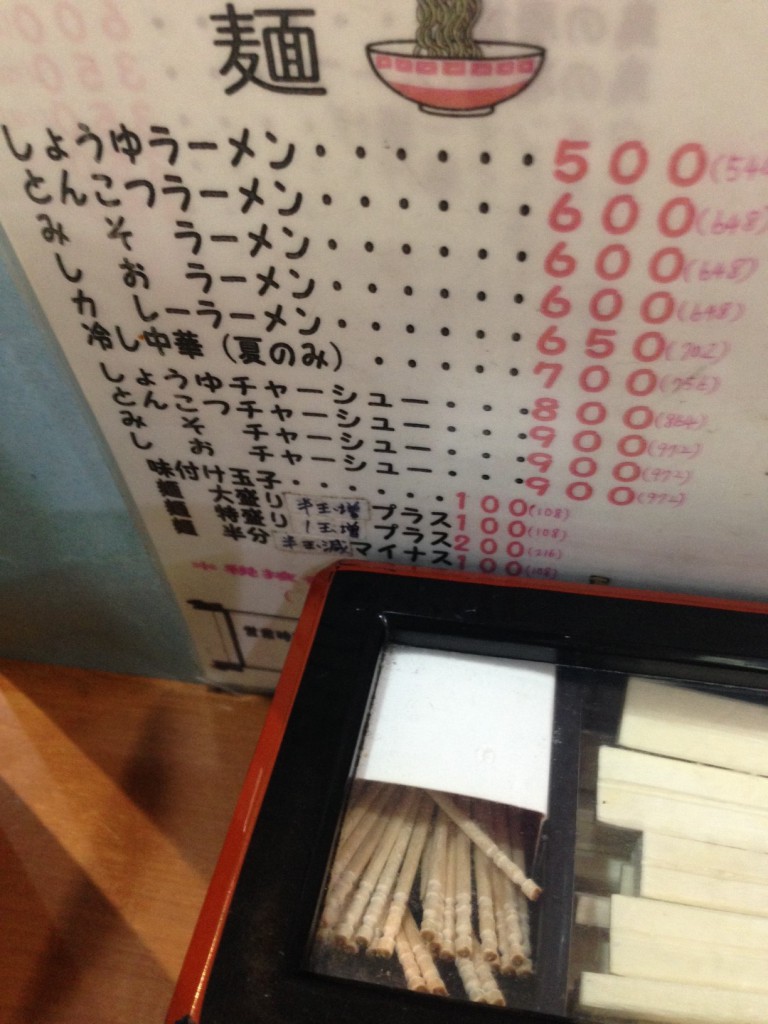 麺
しょうゆラーメン・・・・・・・500(544
とんこつラーメン・・・・・・・600(648)
みそラーメン・・・・・・・600(648)
しおラーメン・・・・・・・600(648)
カレーラーメン・・・・・・・650(702)
冷し中華(夏のみ)・・・・・700(756)
しょうゆチャーシュー・・・・800(864)
とんこつチャーシュー・・・・900(972)
みそチャーシュー・・・・900(972)
しおチャーシュー・・・・900(972)
味付け玉子・・・・・・・100(108)
麺 大盛り 半玉増 プラス100(108)
麺 特盛り 1玉増 プラス200(216)
麺 半分 半玉減 マイナス100(108)